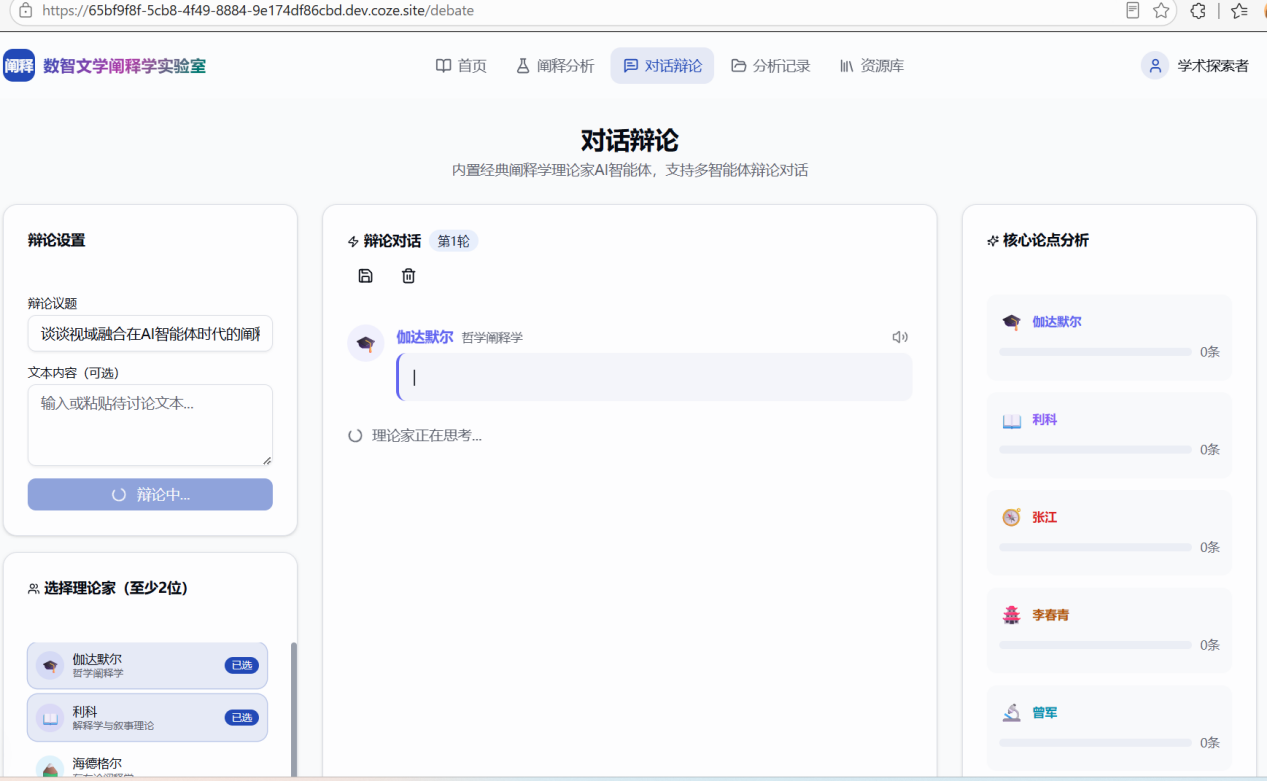 https://65bf9f8f-5cb8-4f49-8884-9e174df86cbd.dev.coze.site/debate
阐释 数智文学阐释学实验室 首页 阐释分析 对话辩论 分析记录 资源库 学术探索者
对话辩论
内置经典阐释学理论家AI智能体，支持多智能体辩论对话
辩论设置
辩论议题
谈谈视域融合在AI智能体时代的阐
文本内容（可选）
输入或粘贴待讨论文本...
辩论中...
选择理论家（至少2位）
伽达默尔
哲学阐释学
已选
利科
解释学与叙事理论
已选
海德格尔
辩论对话 第1轮
伽达默尔 哲学阐释学
理论家正在思考...
核心论点分析
伽达默尔
0条
利科
0条
张江
0条
李春青
0条
曾军
0条